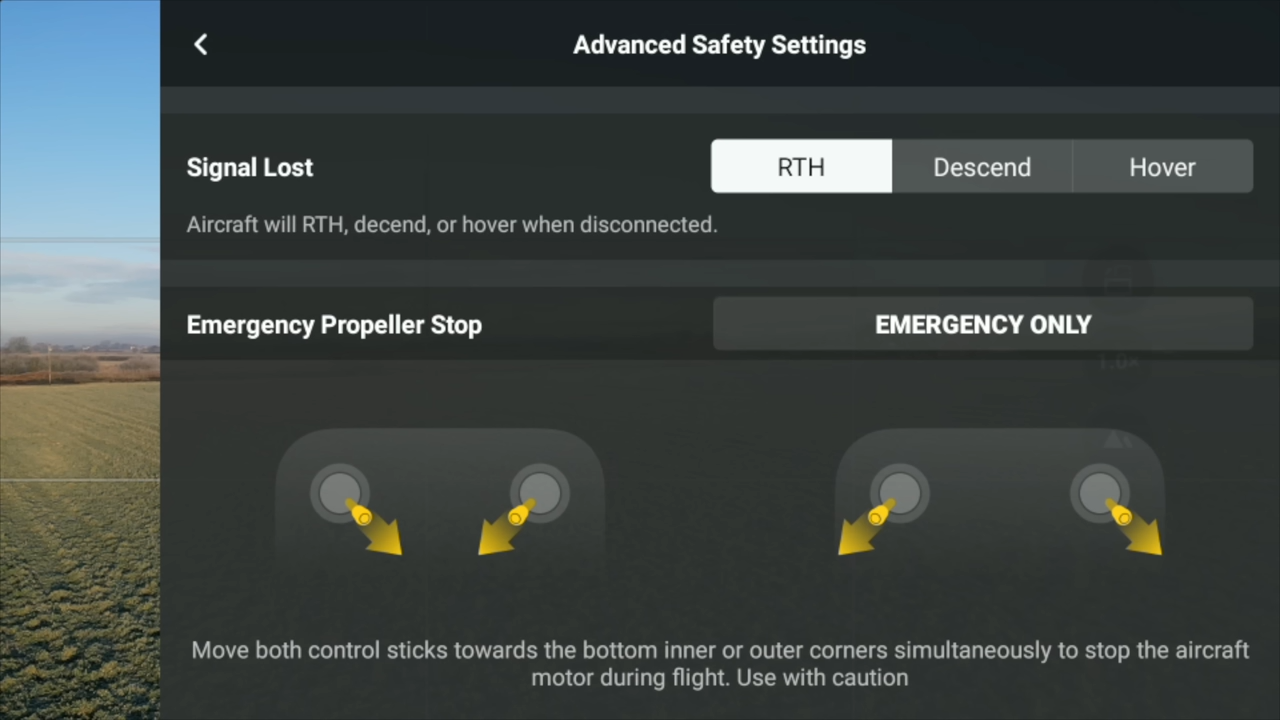 Advanced Safety Settings
Signal Lost
RTH
Descend
Hover
Aircraft will RTH, decend, or hover when disconnected.
Emergency Propeller Stop
EMERGENCY ONLY
1.0×
Move both control sticks towards the bottom inner or outer corners simultaneously to stop the aircraft
motor during flight. Use with caution